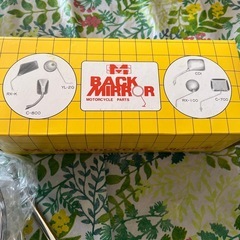 M
BACK
MIRROR
MOTORCYCLE PARTS
RX-K
YL-2G
C-800
CDI
RX-100
C-700